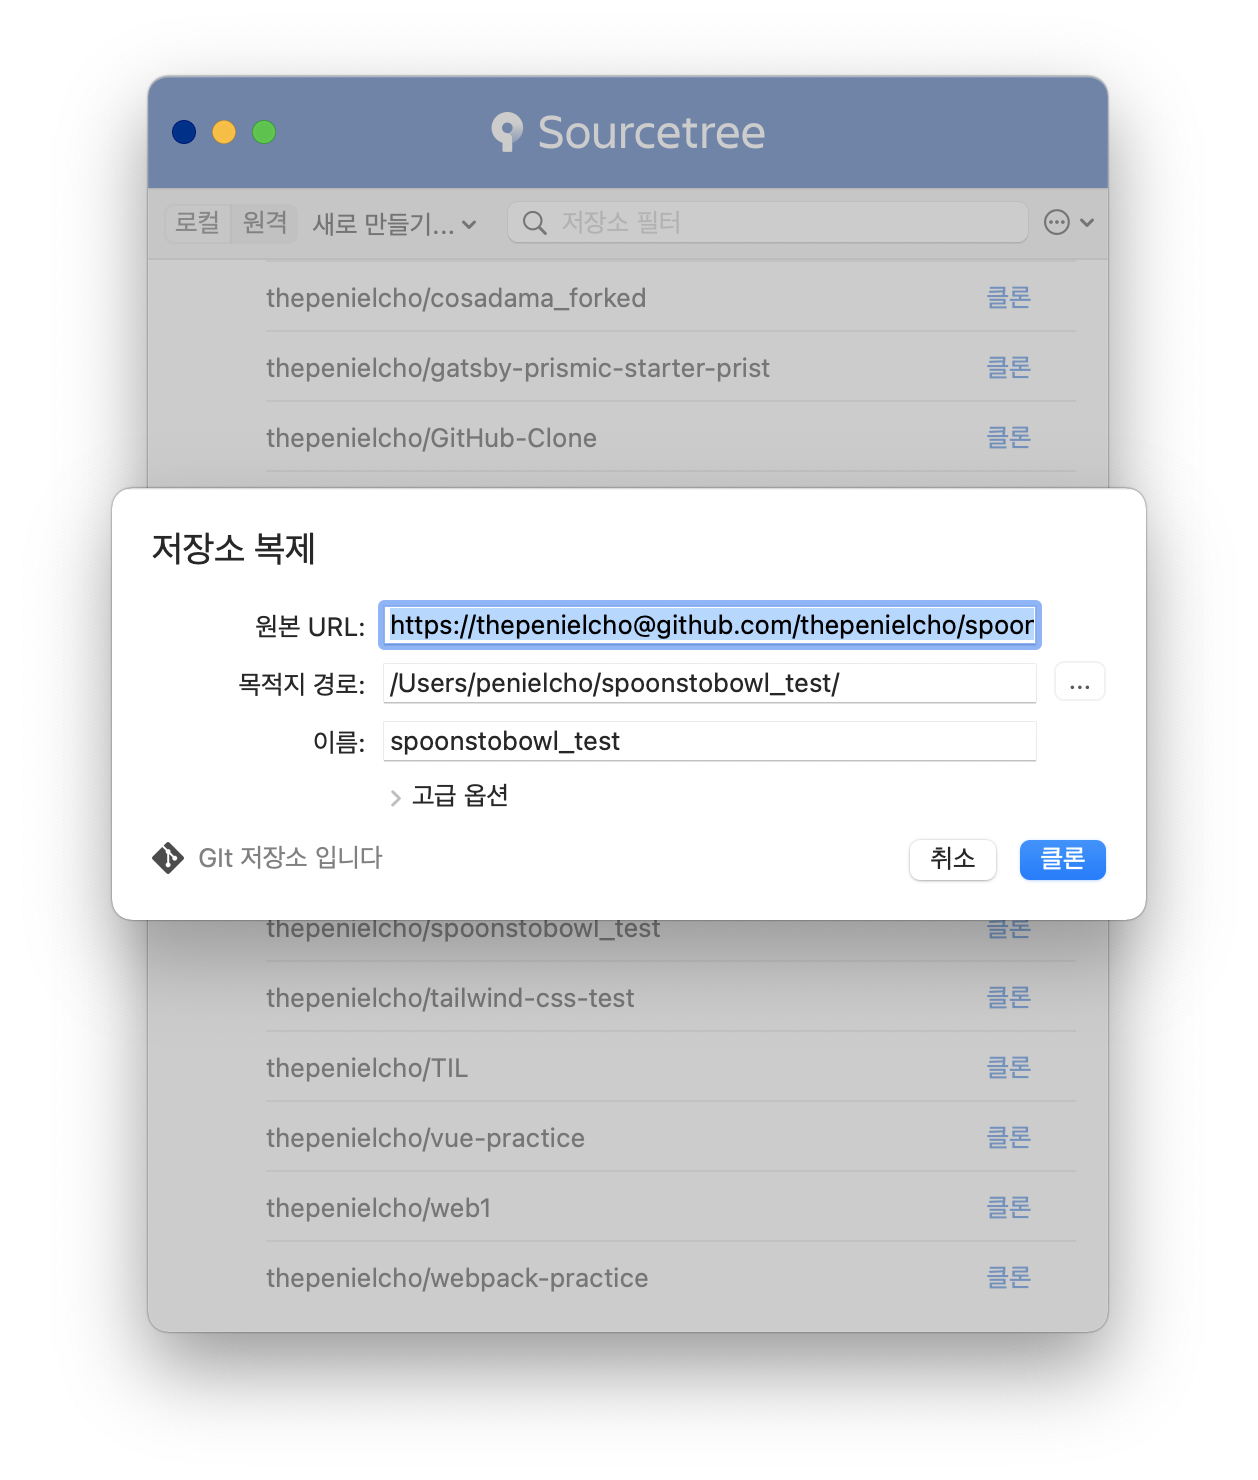 Sourcetree
로컬 원격 새로 만들기... 저장소 필터
thepenielcho/cosadama_forked 클론
thepenielcho/gatsby-prismic-starter-prist 클론
thepenielcho/GitHub-Clone 클론
저장소 복제
원본 URL: https://thepenielcho@github.com/thepenielcho/spoon
목적지 경로: /Users/penielcho/spoonstobowl_test/ ...
이름: spoonstobowl_test
고급 옵션
GIt 저장소 입니다 취소 클론
thepenielcho/spoonstobowl_test 클론
thepenielcho/tailwind-css-test 클론
thepenielcho/TIL 클론
thepenielcho/vue-practice 클론
thepenielcho/web1 클론
thepenielcho/webpack-practice 클론